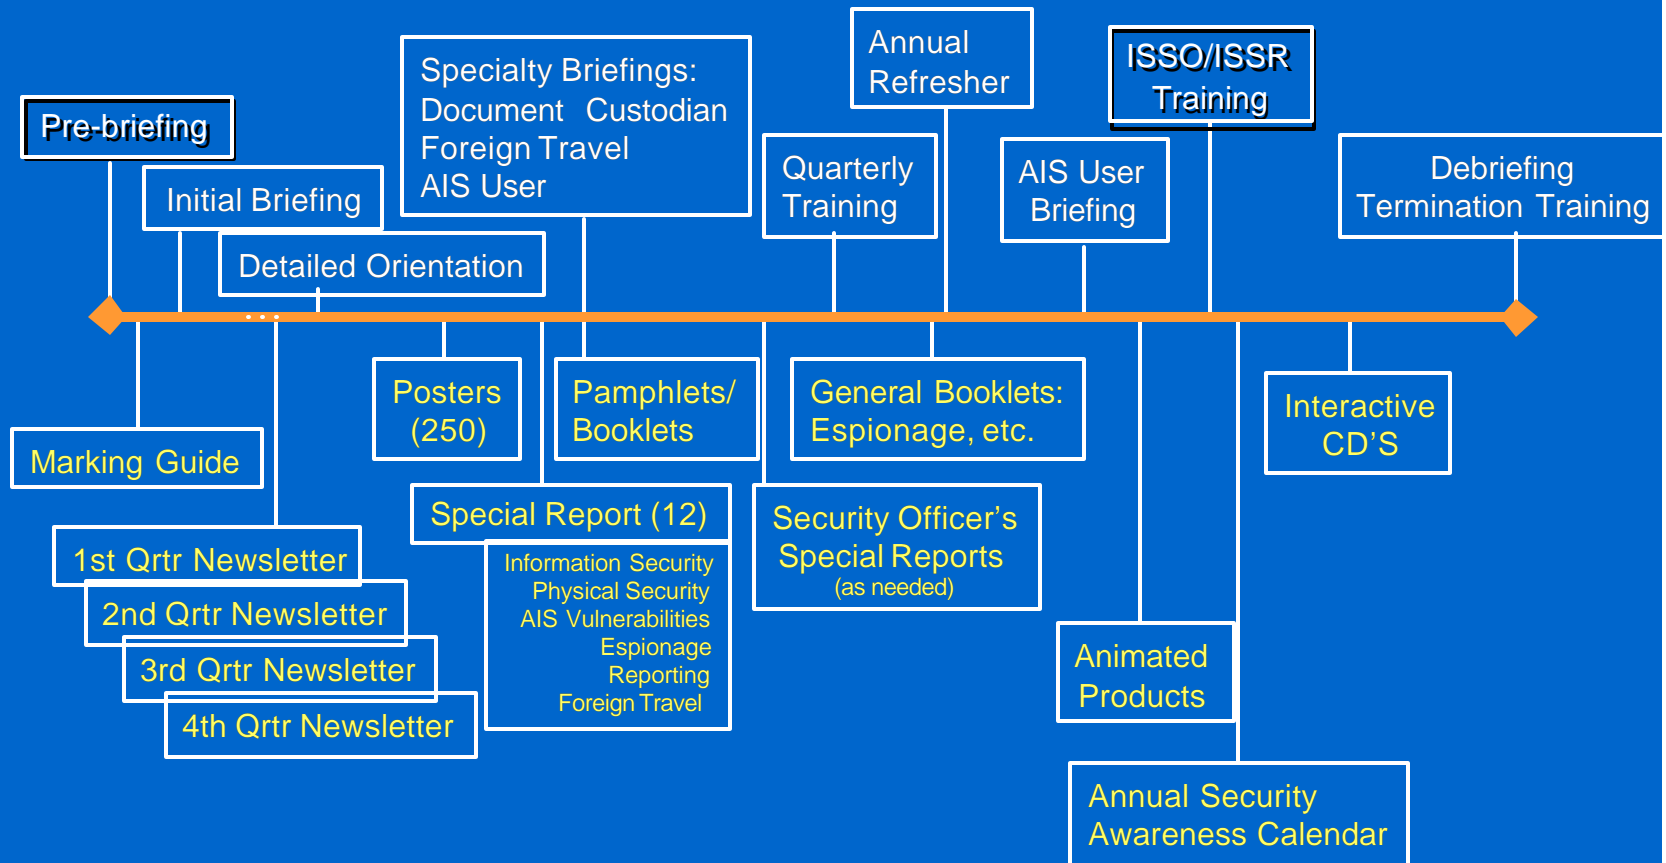 Pre-briefing
Initial Briefing
Detailed Orientation
Specialty Briefings:
Document Custodian
Foreign Travel
AIS User
Quarterly
Training
Annual
Refresher
AIS User
Briefing
ISSO/ISSR
Training
Debriefing
Termination Training
Marking Guide
1st Qrtr Newsletter
2nd Qrtr Newsletter
3rd Qrtr Newsletter
4th Qrtr Newsletter
Posters
(250)
Special Report (12)
Information Security
Physical Security
AIS Vulnerabilities
Espionage
Reporting
Foreign Travel
Pamphlets/
Booklets
Security Officer’s
Special Reports
(as needed)
General Booklets:
Espionage, etc.
Animated
Products
Annual Security
Awareness Calendar
Interactive
CD’S